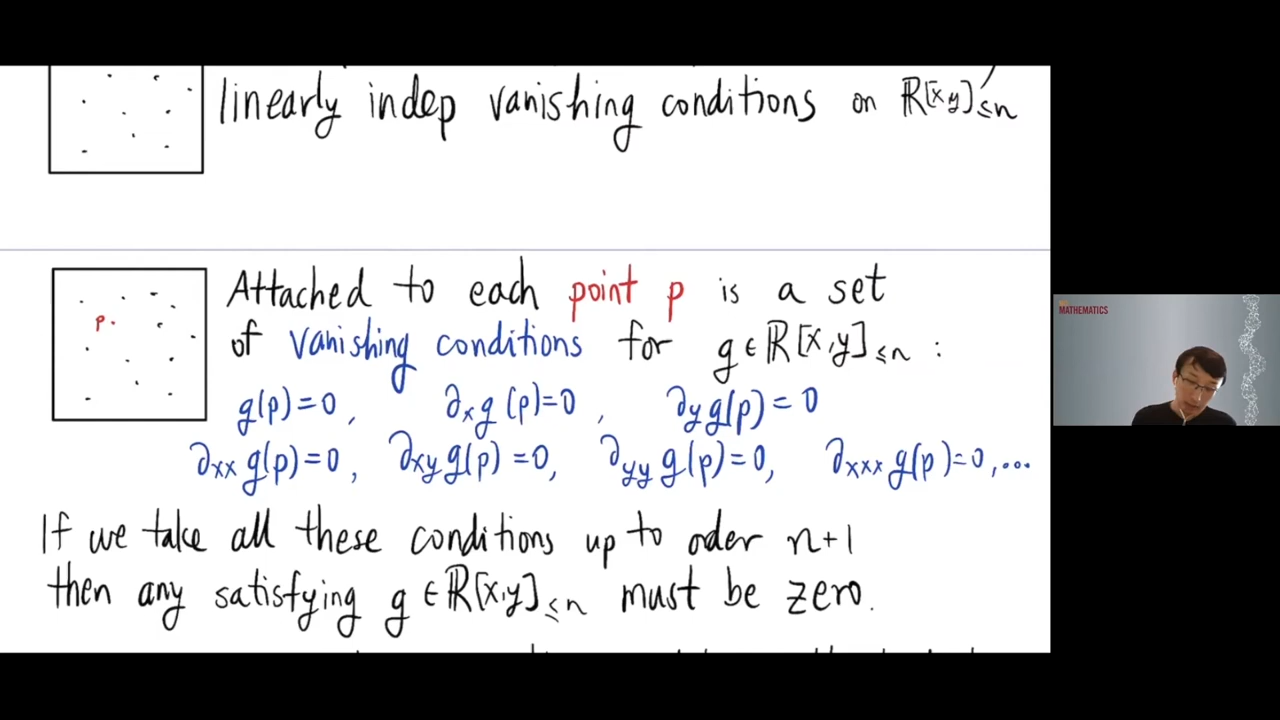 linearly indep vanishing conditions on ℝ[x,y]≤n
Attached to each point p is a set
of vanishing conditions for g∈ℝ[x,y]≤n :
p.
g(p)=0, ∂x g(p)=0, ∂y g(p)=0
∂xx g(p)=0, ∂xy g(p)=0, ∂yy g(p)=0, ∂xxx g(p)=0,...
If we take all these conditions up to order n+1
then any satisfying g∈ℝ[x,y]≤n must be zero.
MATHEMATICS